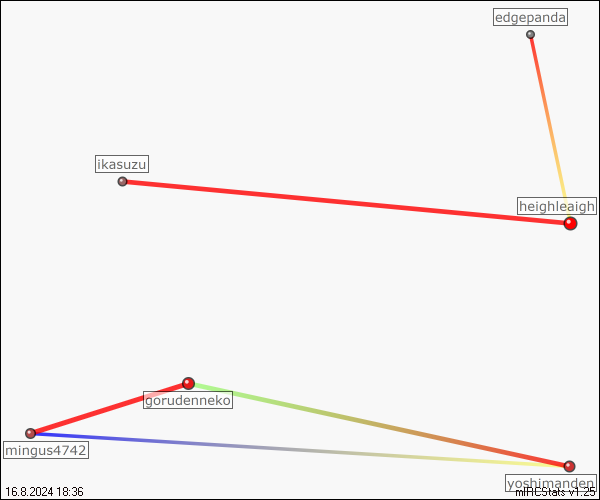 edgepanda
ikasuzu
heighleaigh
gorudenneko
mingus4742
yoshimanden
16.8.2024 18:36
mIRCStats v1.25